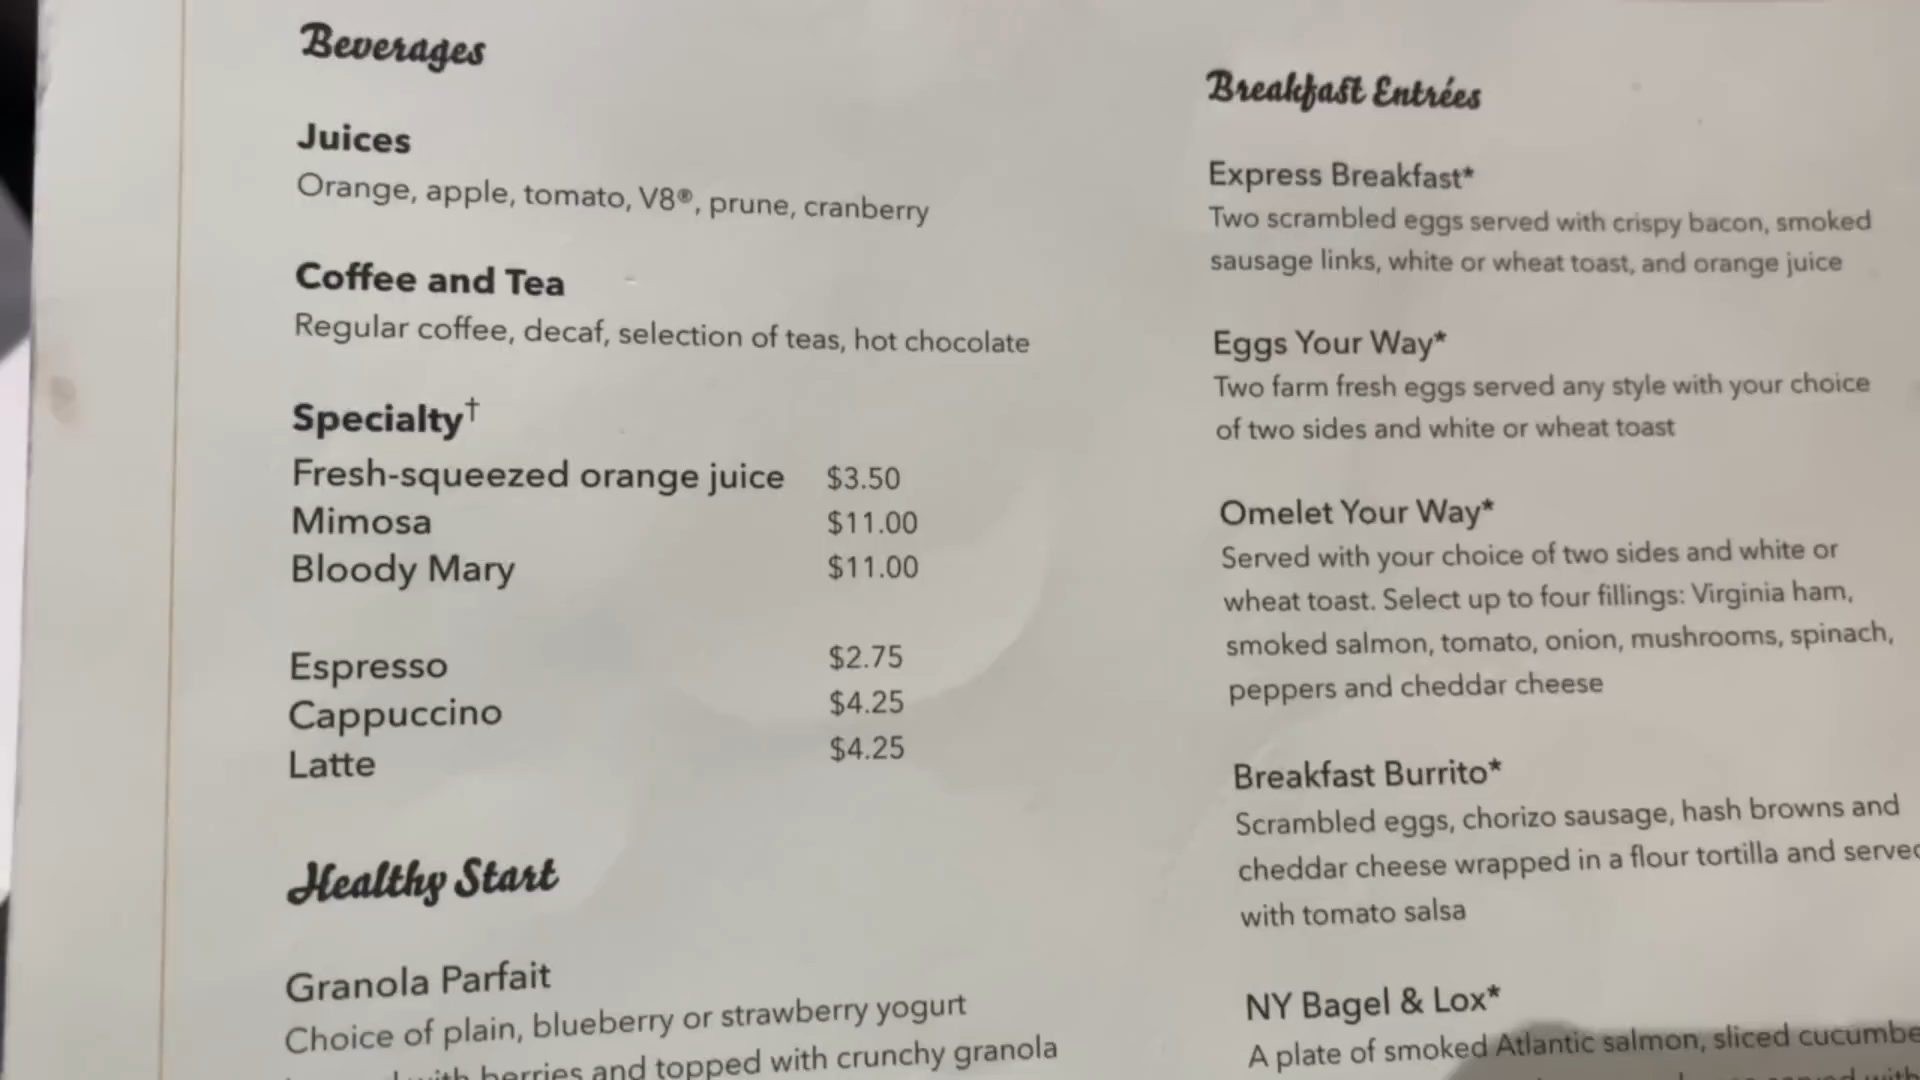 Beverages
Juices
Orange, apple, tomato, V8®, prune, cranberry
Coffee and Tea
Regular coffee, decaf, selection of teas, hot chocolate
Specialty†
Fresh-squeezed orange juice $3.50
Mimosa $11.00
Bloody Mary $11.00
Espresso $2.75
Cappuccino $4.25
Latte $4.25
Healthy Start
Granola Parfait
Choice of plain, blueberry or strawberry yogurt
with berries and topped with crunchy granola
Breakfast Entrées
Express Breakfast*
Two scrambled eggs served with crispy bacon, smoked
sausage links, white or wheat toast, and orange juice
Eggs Your Way*
Two farm fresh eggs served any style with your choice
of two sides and white or wheat toast
Omelet Your Way*
Served with your choice of two sides and white or
wheat toast. Select up to four fillings: Virginia ham,
smoked salmon, tomato, onion, mushrooms, spinach,
peppers and cheddar cheese
Breakfast Burrito*
Scrambled eggs, chorizo sausage, hash browns and
cheddar cheese wrapped in a flour tortilla and served
with tomato salsa
NY Bagel & Lox*
A plate of smoked Atlantic salmon, sliced